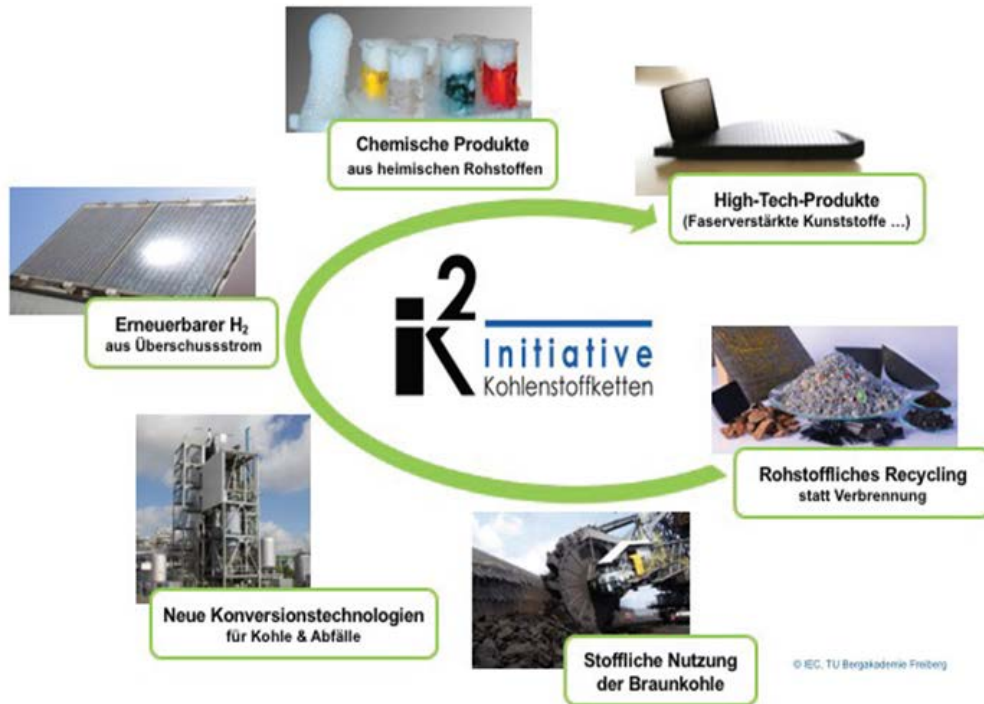 Chemische Produkte
aus heimischen Rohstoffen
High-Tech-Produkte
(Faserverstärkte Kunststoffe ...)
Erneuerbarer H₂
aus Überschussstrom
iK²
Initiative
Kohlenstoffketten
Rohstoffliches Recycling
statt Verbrennung
Neue Konversionstechnologien
für Kohle & Abfälle
Stoffliche Nutzung
der Braunkohle
© IEC, TU Bergakademie Freiberg